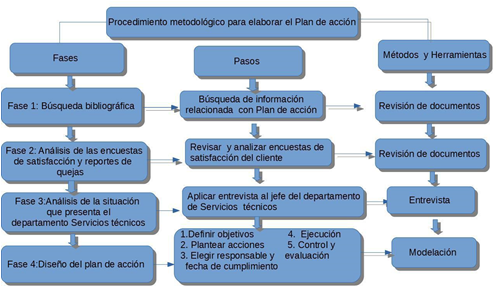 Procedimiento metodológico para elaborar el Plan de acción
Fases
Pasos
Métodos y Herramientas
Fase 1: Búsqueda bibliográfica
Búsqueda de información
relacionada con Plan de acción
Revisión de documentos
Fase 2: Análisis de las encuestas
de satisfacción y reportes de
quejas
Revisar y analizar encuestas de
satisfacción del cliente
Revisión de documentos
Fase 3:Análisis de la situación
que presenta el
departamento Servicios técnicos
Aplicar entrevista al jefe del departamento
de Servicios técnicos
Entrevista
Fase 4:Diseño del plan de acción
1.Definir objetivos
2. Plantear acciones
3. Elegir responsable y
fecha de cumplimiento
4. Ejecución
5. Control y
evaluación
Modelación